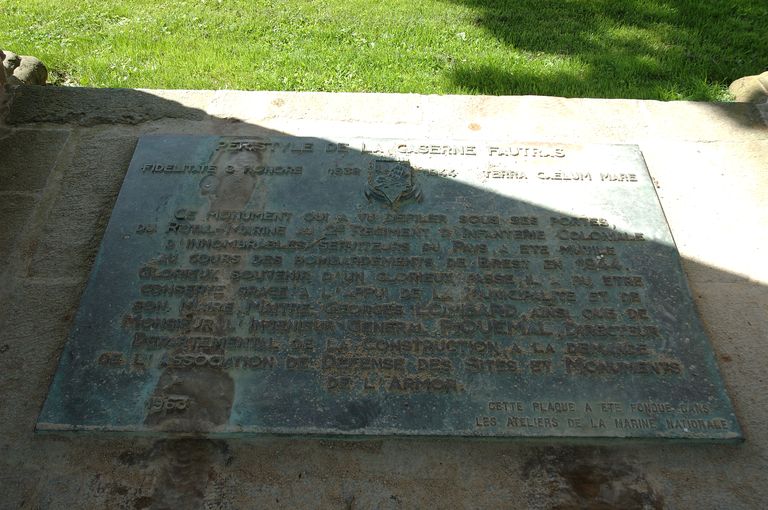 PERISTYLE DE LA CASERNE FAUTRAS
FIDELITATE & HONORE 1838 1944 TERRA CÆLUM MARE
CE MONUMENT QUI A VU DEFILER SOUS SES PORTES,
DU ROYAL-MARINE AU 2E REGIMENT D'INFANTERIE COLONIALE
D'INNOMBRABLES SERVITEURS DU PAYS A ETE MUTILE
AU COURS DES BOMBARDEMENTS DE BREST EN 1944.
GLORIEUX SOUVENIR D'UN GLORIEUX PASSE IL A PU ETRE
CONSERVE GRACE A L'APPUI DE LA MUNICIPALITE ET DE
SON MAIRE MAITRE GEORGES LOMBARD, AINSI QUE DE
MONSIEUR L'INGENIEUR GENERAL PIQUEMAL, DIRECTEUR
DEPARTEMENTAL DE LA CONSTRUCTION A LA DEMANDE
DE L'ASSOCIATION DE DEFENSE DES SITES ET MONUMENTS
DE L'ARMOR.
1963
CETTE PLAQUE A ETE FONDUE DANS
LES ATELIERS DE LA MARINE NATIONALE